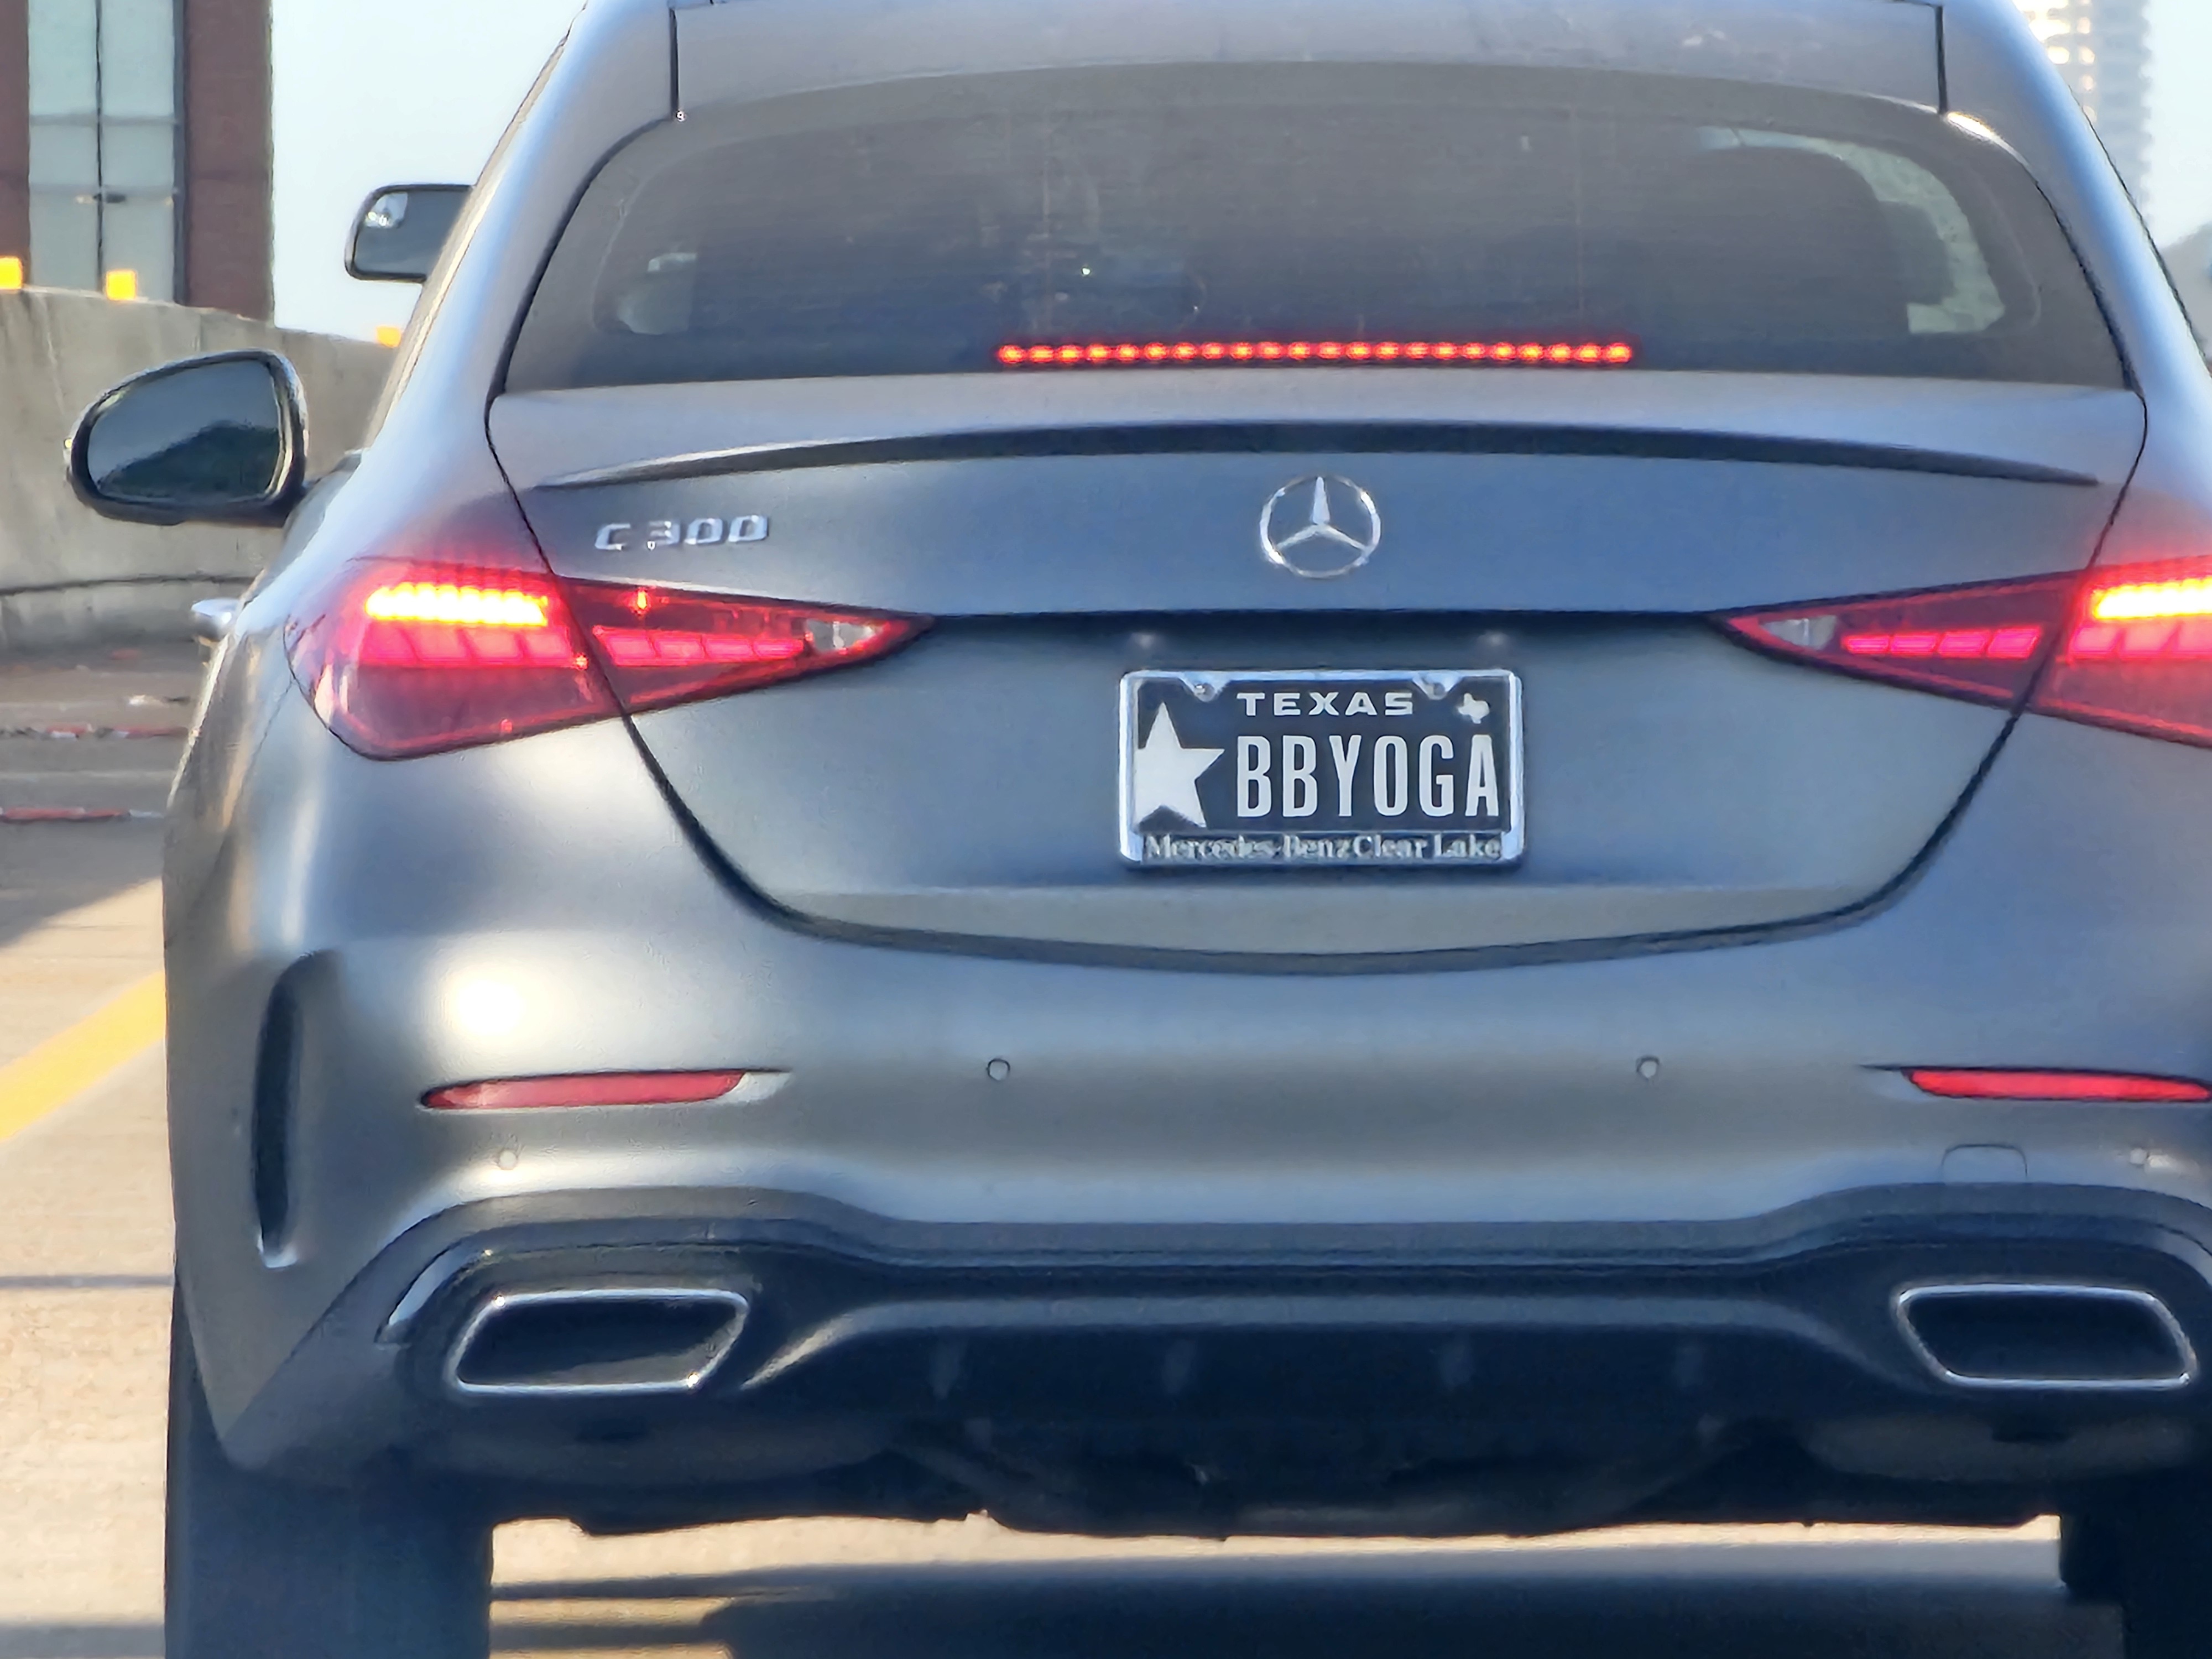 C 300
TEXAS
BBYOGA
Mercedes-Benz Clear Lake